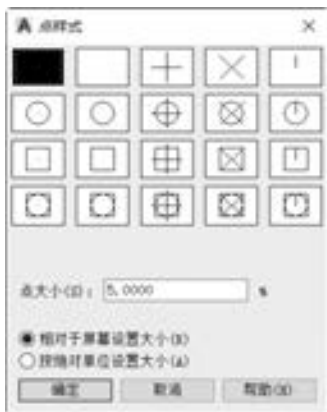 点样式
点大小(S)： 5.0000 %
相对于屏幕设置大小(R)
按绝对单位设置大小(A)
确定 取消 帮助(H)